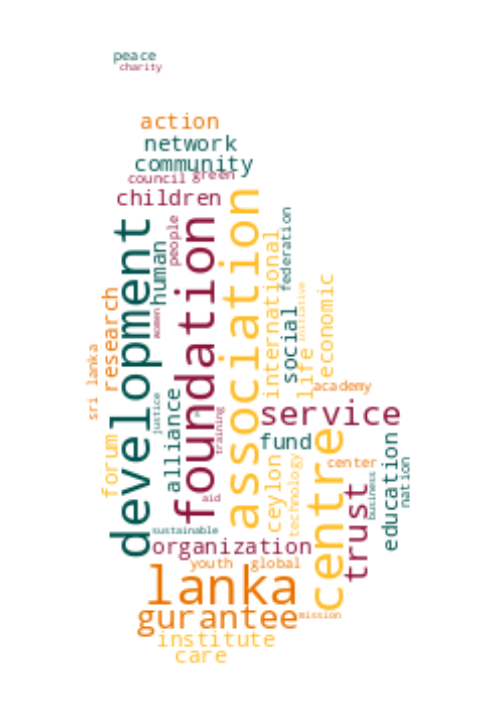 peace
charity
action
network
community
council
green
children
association
foundation
development
people
human
federation
international
economic
research
women
social
initiative
life
sri lanka
academy
alliance
justice
service
training
centre
fund
forum
education
ceylon
technology
center
nation
business
trust
aid
sustainable
organization
youth
global
lanka
gurantee
mission
institute
care